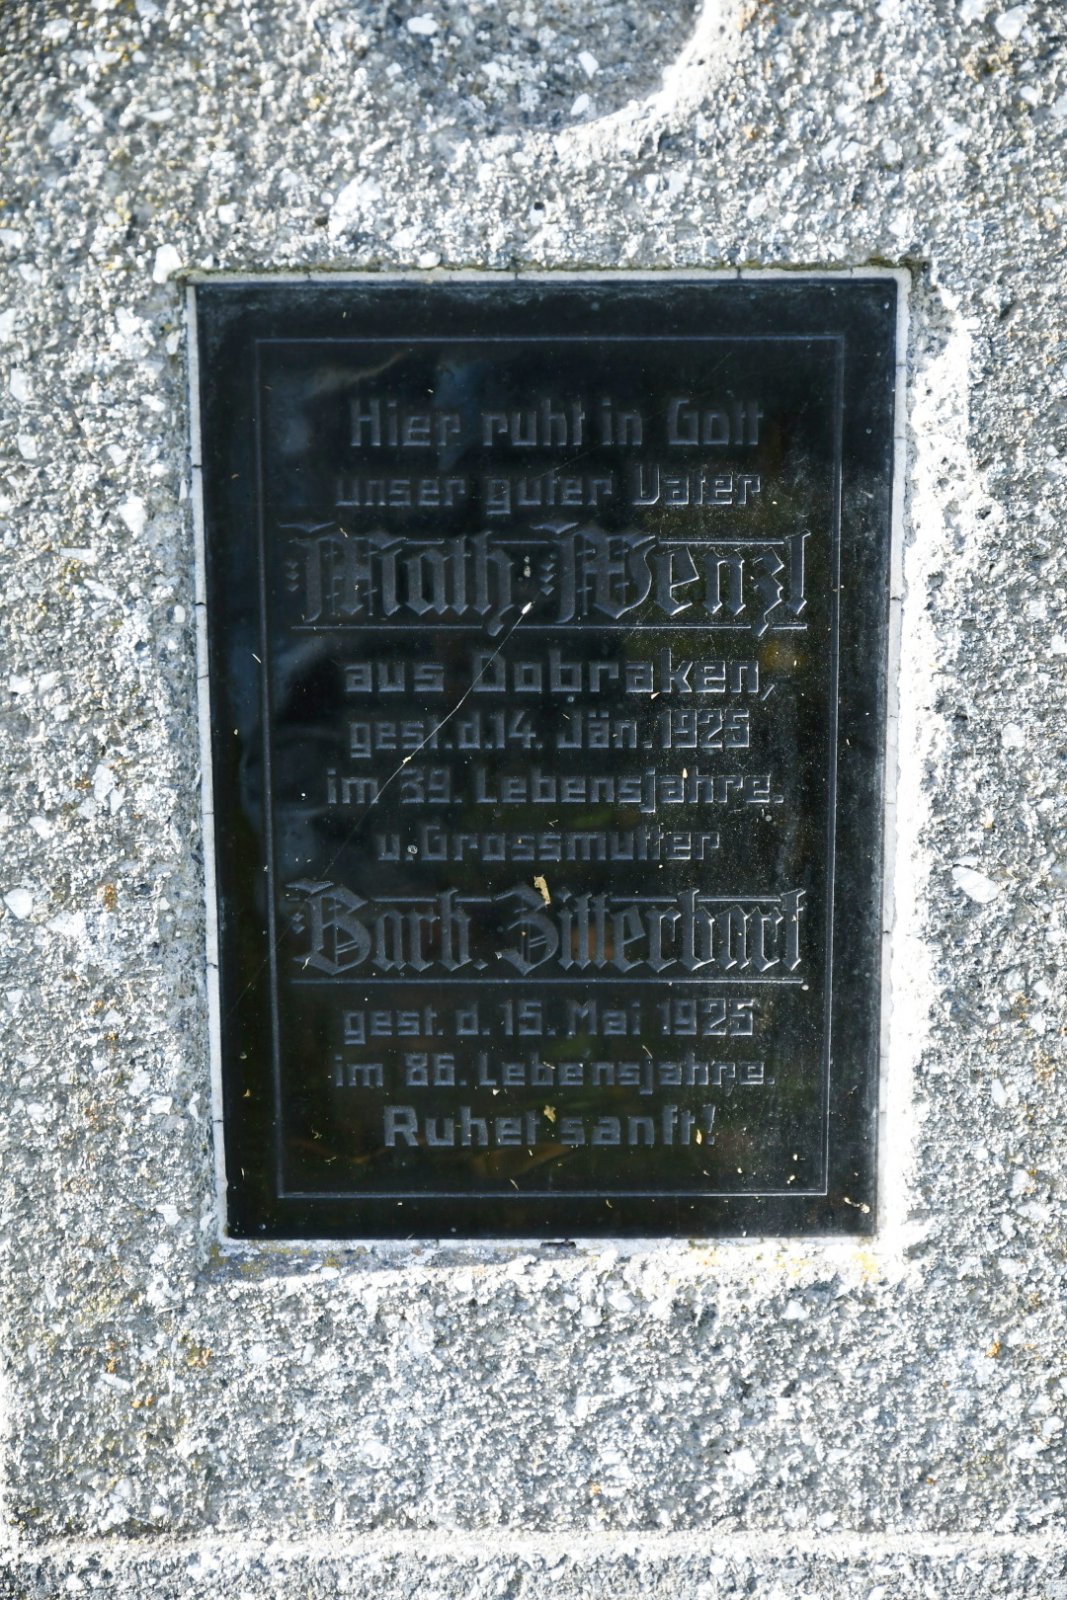 Hier ruht in Gott
unser guter Vater
Math. Wenzl
aus Dobraken,
gest. d. 14. Jän. 1925
im 39. Lebensjahre.
u. Grossmutter
Barb. Zitterbart
gest. d. 15. Mai 1925
im 86. Lebensjahre.
Ruhet sanft!